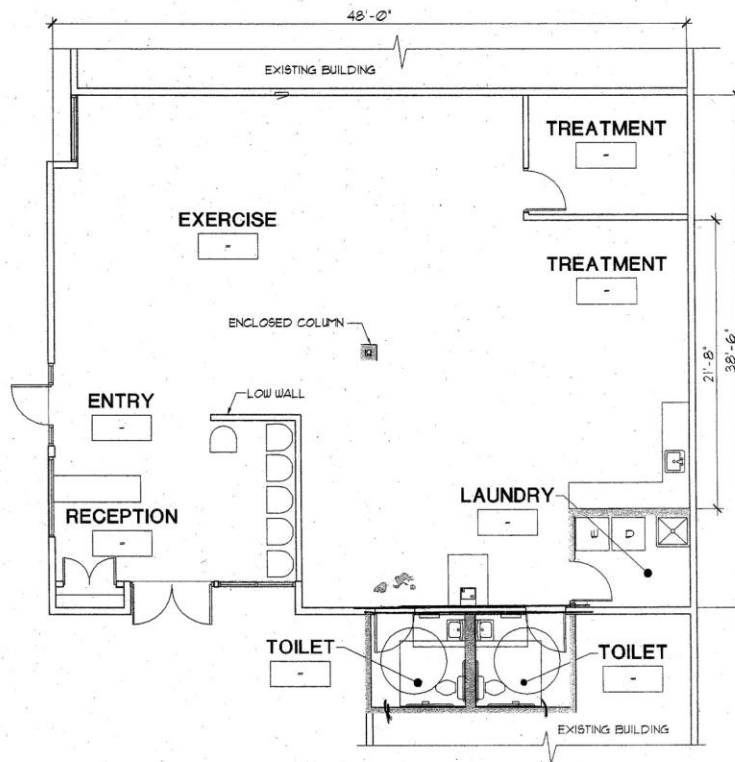 48'-0"
EXISTING BUILDING
TREATMENT
-
EXERCISE
-
TREATMENT
-
ENCLOSED COLUMN
21'-8"
38'-6"
LOW WALL
ENTRY
-
LAUNDRY
-
RECEPTION
-
W
D
TOILET
-
TOILET
-
EXISTING BUILDING